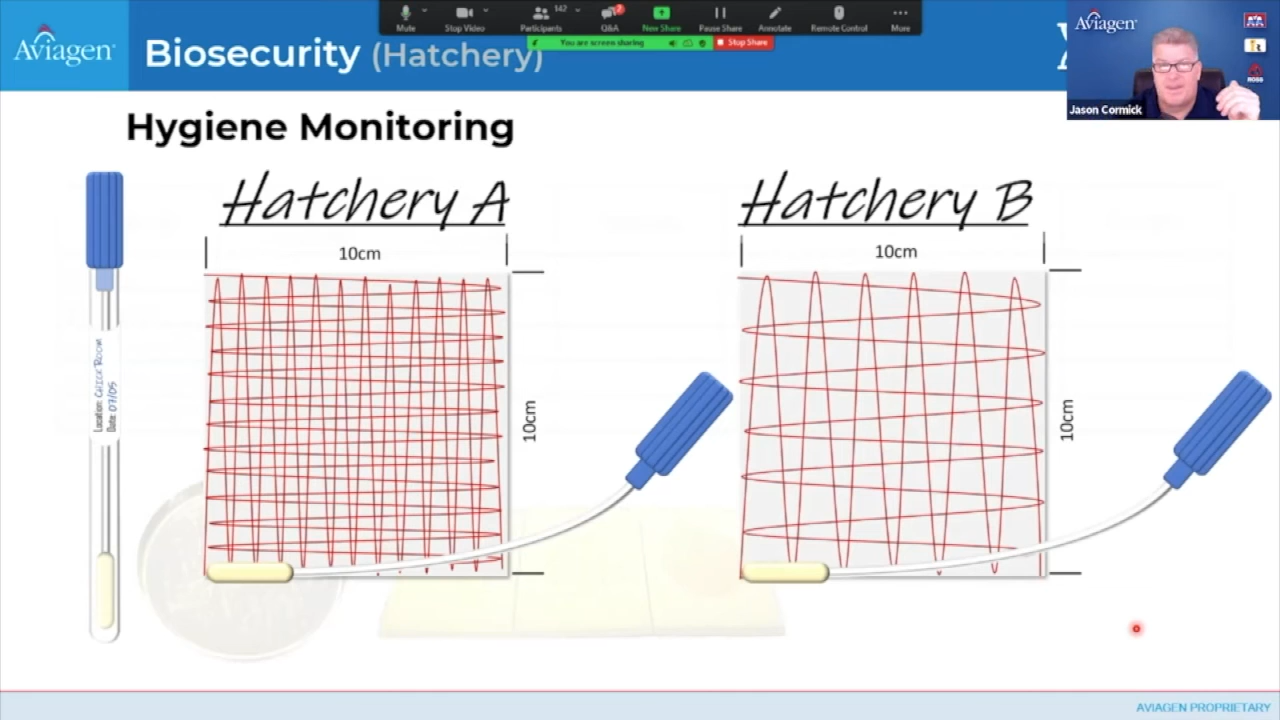 Mute
Stop Video
142
Participants
2
Q&A
New Share
Pause Share
Annotate
Remote Control
More
You are screen sharing
Stop Share
Aviagen
Biosecurity (Hatchery)
Aviagen
ROSS
Jason Cormick
Hygiene Monitoring
Hatchery A
Hatchery B
10cm
10cm
10cm
10cm
Location: Chick Room
Date: 07/05
AVIAGEN PROPRIETARY